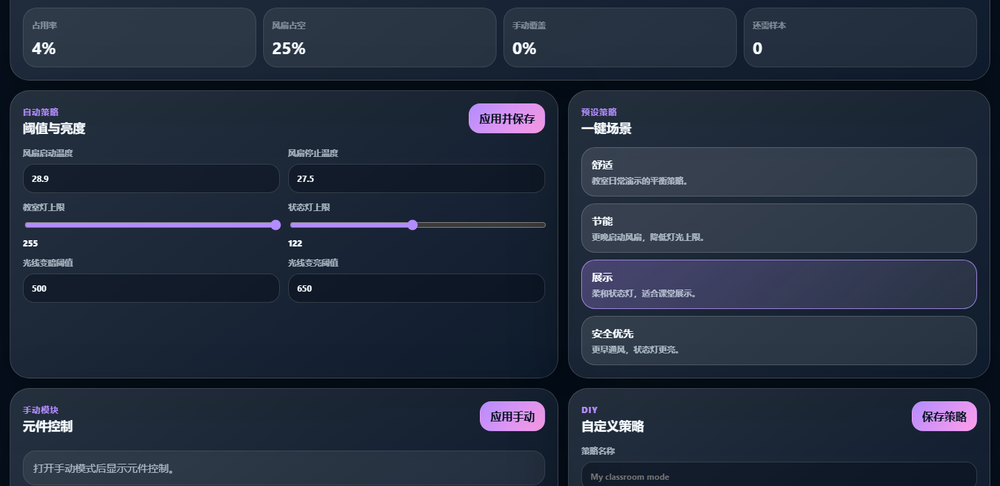 占用率
4%
风扇占空
25%
手动覆盖
0%
还需样本
0
自动策略
阈值与亮度
应用并保存
风扇启动温度
28.9
风扇停止温度
27.5
教室灯上限
255
状态灯上限
122
光线变暗阈值
500
光线变亮阈值
650
预设策略
一键场景
舒适
教室日常演示的平衡策略。
节能
更晚启动风扇，降低灯光上限。
展示
柔和状态灯，适合课堂展示。
安全优先
更早通风，状态灯更亮。
手动模块
元件控制
应用手动
打开手动模式后显示元件控制。
DIY
自定义策略
保存策略
策略名称
My classroom mode